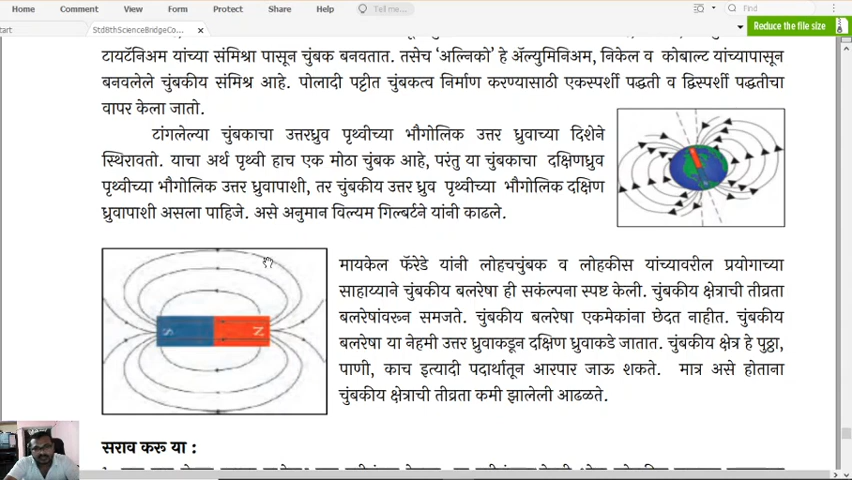 Home Comment View Form Protect Share Help Tell me... Find
tart Std8thScienceBridgeCo... × Reduce the file size
टायटॅनिअम यांच्या संमिश्रा पासून चुंबक बनवतात. तसेच ‘अल्निको’ हे ॲल्युमिनिअम, निकेल व कोबाल्ट यांच्यापासून
बनवलेले चुंबकीय संमिश्र आहे. पोलादी पट्टीत चुंबकत्व निर्माण करण्यासाठी एकस्पर्शी पद्धती व द्विस्पर्शी पद्धतीचा
वापर केला जातो.
टांगलेल्या चुंबकाचा उत्तरध्रुव पृथ्वीच्या भौगोलिक उत्तर ध्रुवाच्या दिशेने
स्थिरावतो. याचा अर्थ पृथ्वी हाच एक मोठा चुंबक आहे, परंतु या चुंबकाचा दक्षिणध्रुव
पृथ्वीच्या भौगोलिक उत्तर ध्रुवापाशी, तर चुंबकीय उत्तर ध्रुव पृथ्वीच्या भौगोलिक दक्षिण
ध्रुवापाशी असला पाहिजे. असे अनुमान विल्यम गिल्बर्टने यांनी काढले.
मायकेल फॅरेडे यांनी लोहचचुंबक व लोहकीस यांच्यावरील प्रयोगाच्या
साहाय्याने चुंबकीय बलरेषा ही सकंल्पना स्पष्ट केली. चुंबकीय क्षेत्राची तीव्रता
बलरेषांवरून समजते. चुंबकीय बलरेषा एकमेकांना छेदत नाहीत. चुंबकीय
बलरेषा या नेहमी उत्तर ध्रुवाकडून दक्षिण ध्रुवाकडे जातात. चुंबकीय क्षेत्र हे पुठ्ठा,
पाणी, काच इत्यादी पदार्थातून आरपार जाऊ शकते. मात्र असे होताना
चुंबकीय क्षेत्राची तीव्रता कमी झालेली आढळते.
S N
सराव करू या :